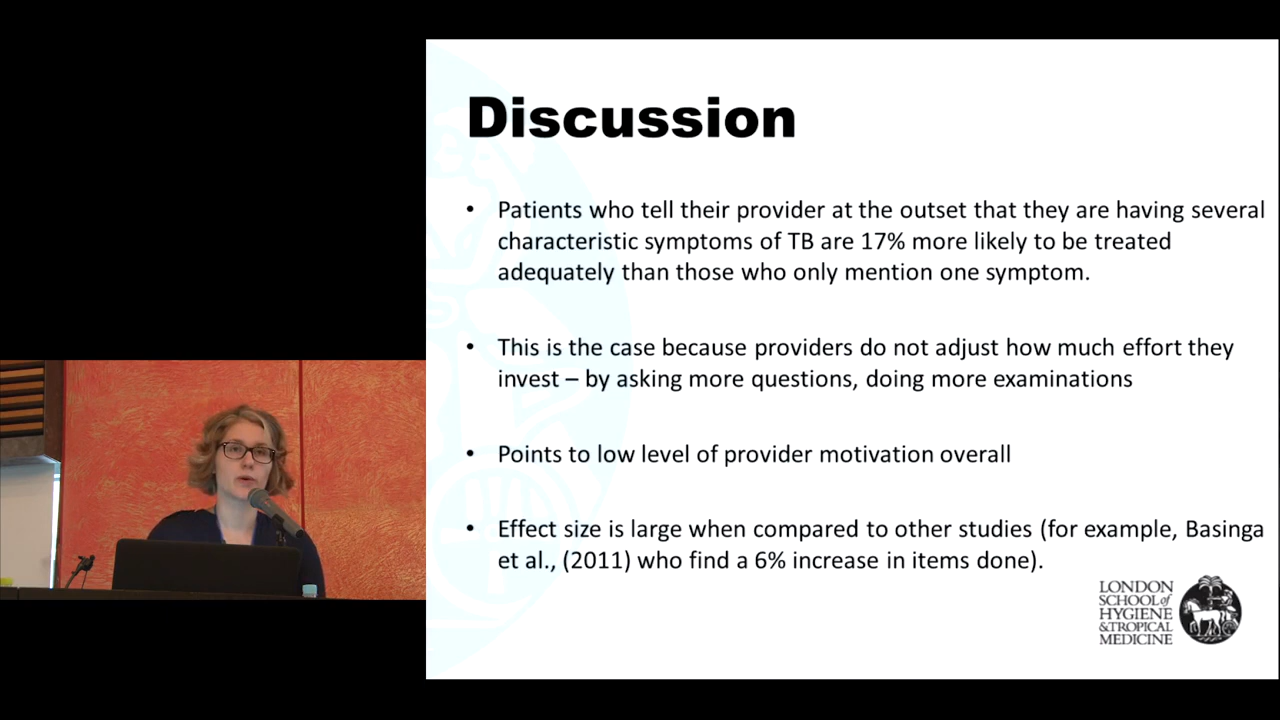 Discussion
• Patients who tell their provider at the outset that they are having several
characteristic symptoms of TB are 17% more likely to be treated
adequately than those who only mention one symptom.
• This is the case because providers do not adjust how much effort they
invest – by asking more questions, doing more examinations
• Points to low level of provider motivation overall
• Effect size is large when compared to other studies (for example, Basinga
et al., (2011) who find a 6% increase in items done).
LONDON
SCHOOL of
HYGIENE
& TROPICAL
MEDICINE